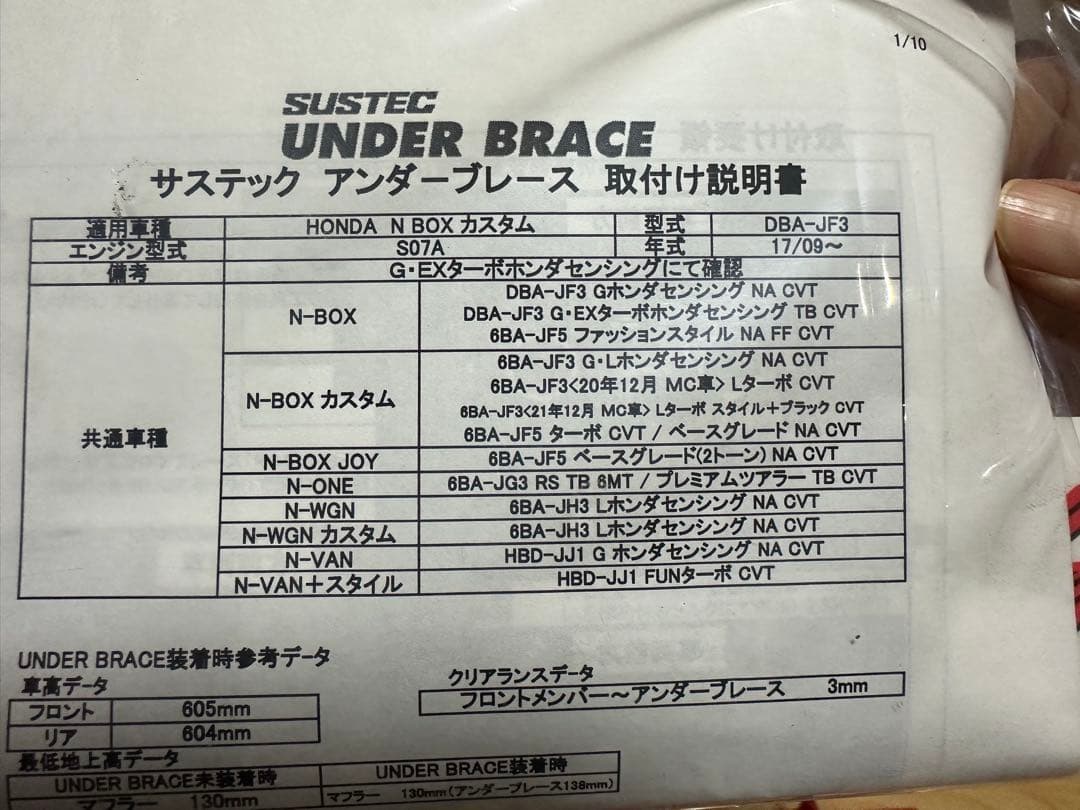 1/10
SUSTEC
UNDER BRACE
サステック アンダーブレース 取付け説明書
適用車種 HONDA N BOX カスタム 型式 DBA-JF3
エンジン型式 S07A 年式 17/09～
備考 G・EXターボホンダセンシングにて確認
共通車種
N-BOX
DBA-JF3 Gホンダセンシング NA CVT
DBA-JF3 G・EXターボホンダセンシング TB CVT
6BA-JF5 ファッションスタイル NA FF CVT
N-BOX カスタム
6BA-JF3 G・Lホンダセンシング NA CVT
6BA-JF3<20年12月 MC車> Lターボ CVT
6BA-JF3<21年12月 MC車> Lターボ スタイル+ブラック CVT
6BA-JF5 ターボ CVT / ベースグレード NA CVT
N-BOX JOY 6BA-JF5 ベースグレード(2トーン) NA CVT
N-ONE 6BA-JG3 RS TB 6MT / プレミアムツアラー TB CVT
N-WGN 6BA-JH3 Lホンダセンシング NA CVT
N-WGN カスタム 6BA-JH3 Lホンダセンシング NA CVT
N-VAN HBD-JJ1 G ホンダセンシング NA CVT
N-VAN+スタイル HBD-JJ1 FUNターボ CVT
UNDER BRACE装着時参考データ
車高データ
フロント 605mm
リア 604mm
クリアランスデータ
フロントメンバー～アンダーブレース 3mm
最低地上高データ
UNDER BRACE未装着時 UNDER BRACE装着時
マフラー 130mm マフラー 130mm(アンダーブレース138mm)